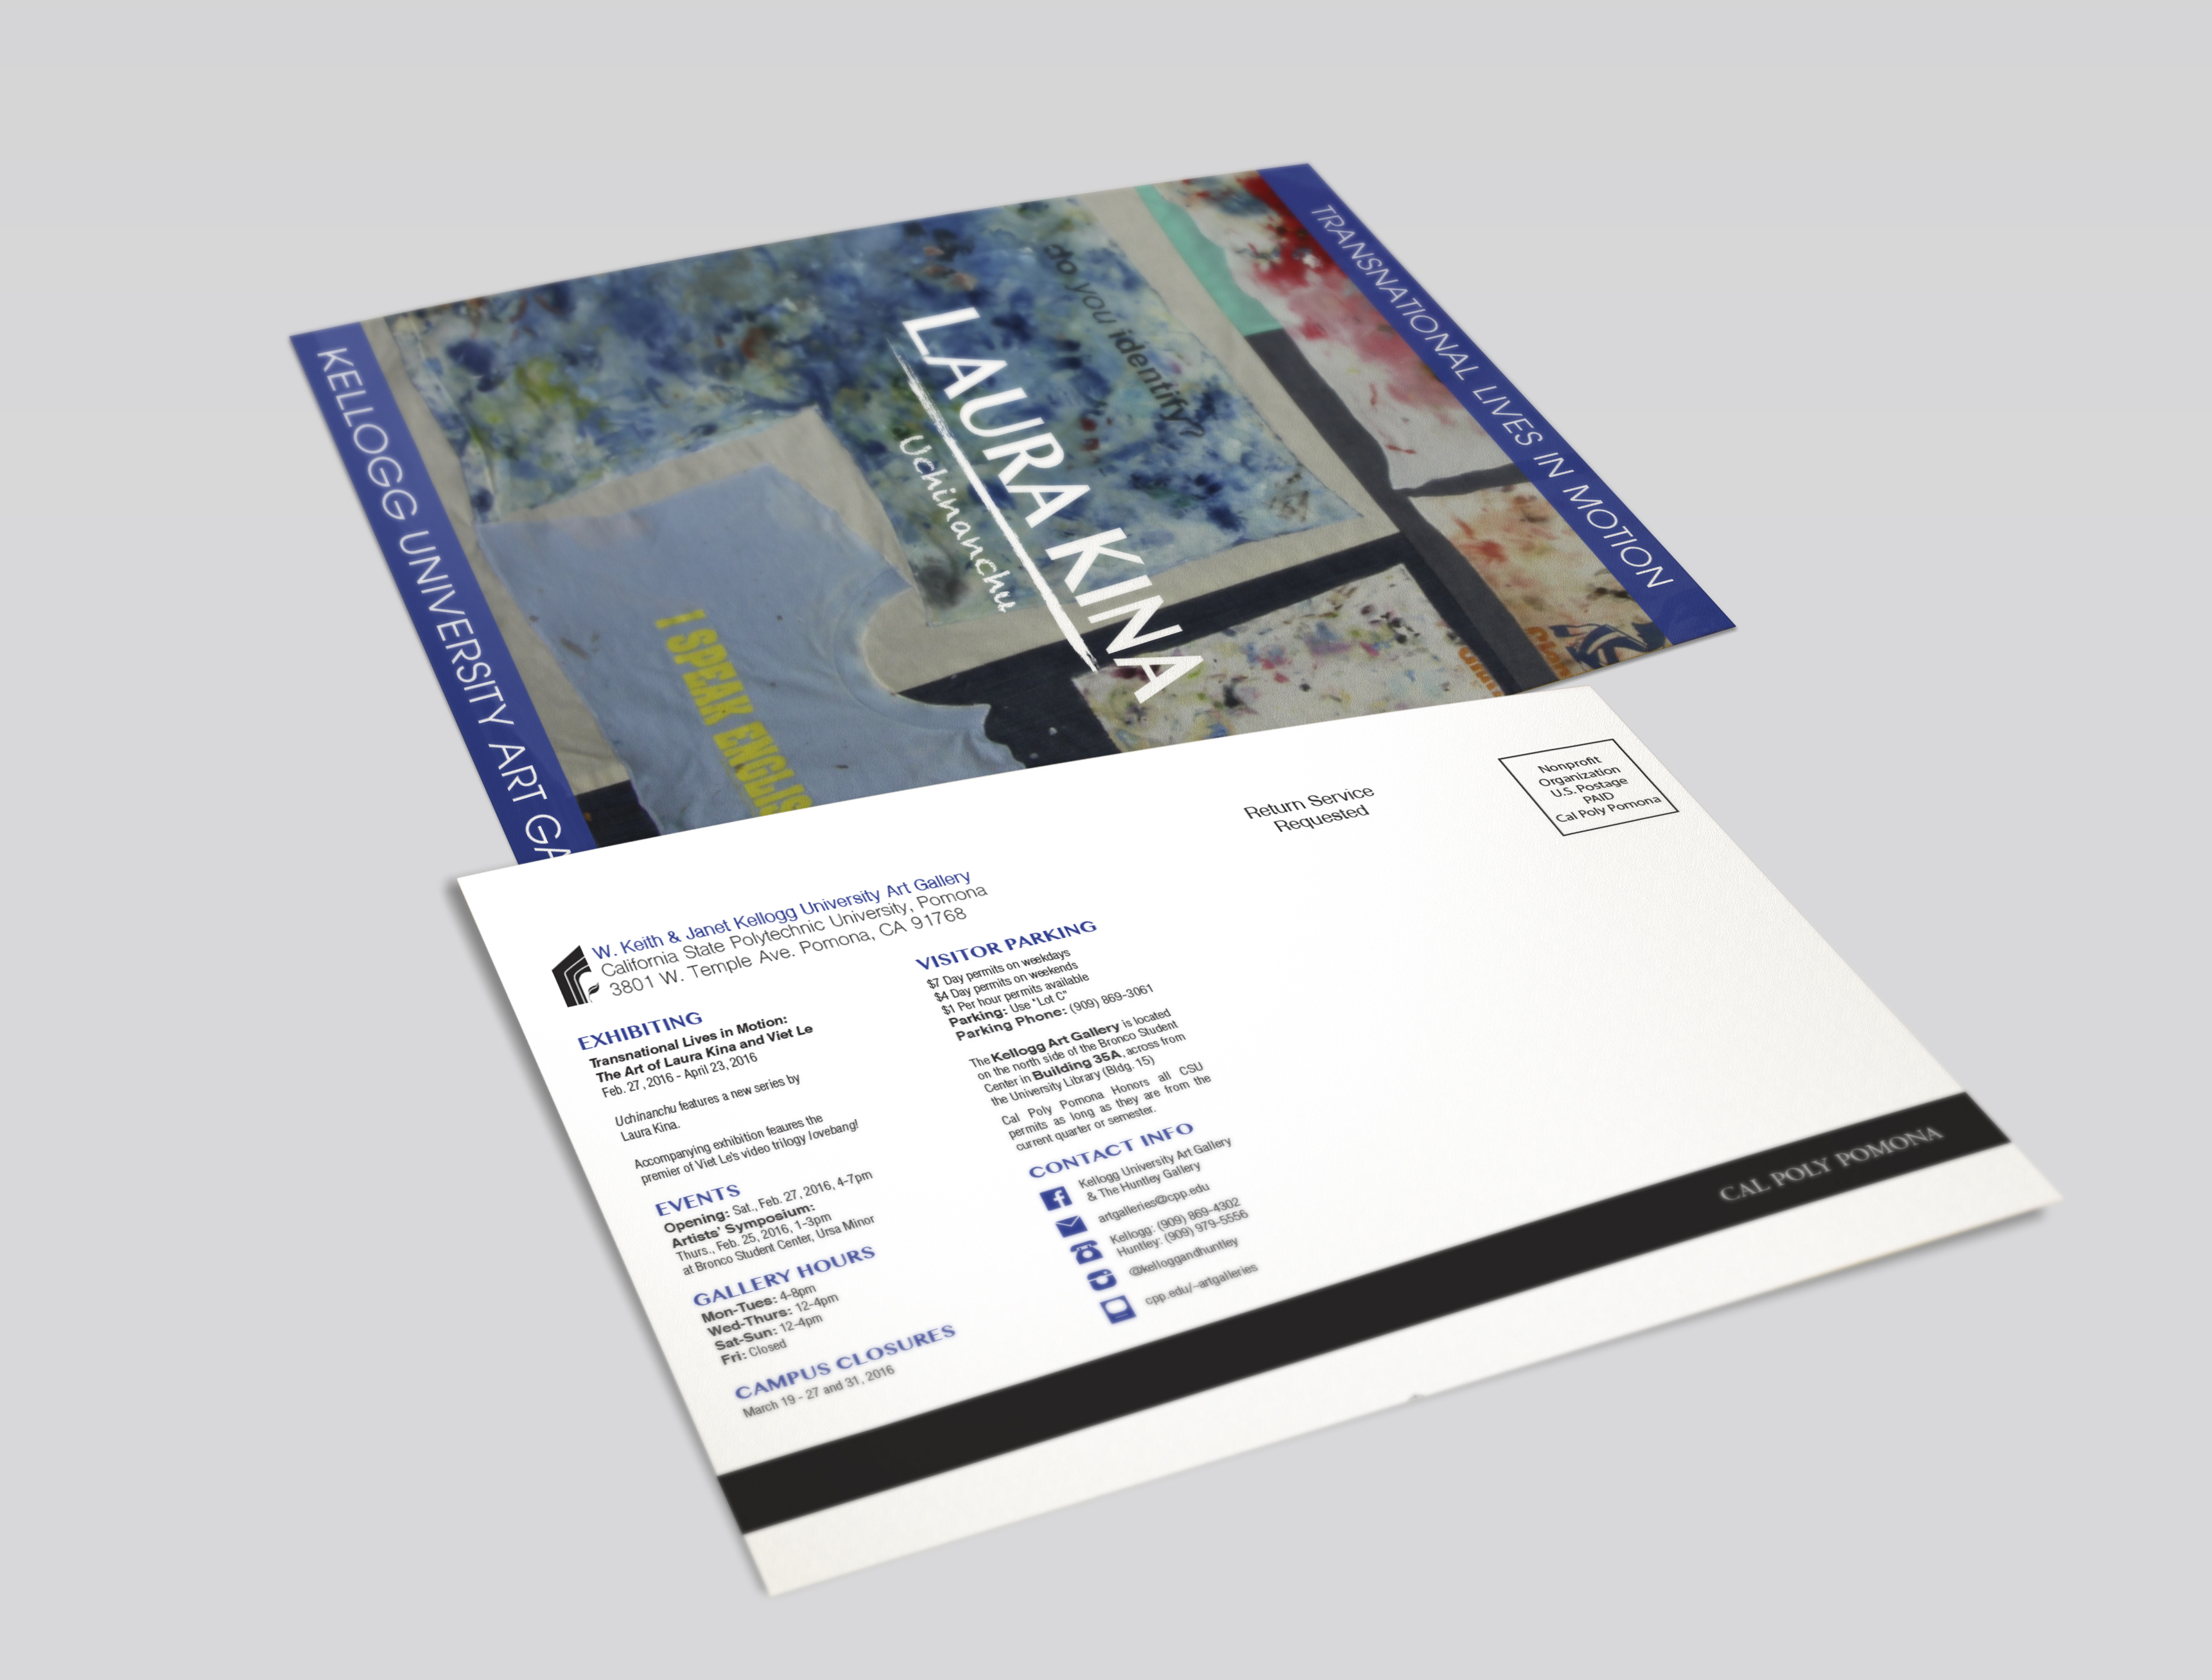 TRANSNATIONAL LIVES IN MOTION
do you identify?
LAURA KINA
Uchinanchu
I SPEAK ENGLIS
KELLOGG UNIVERSITY ART GA
Return Service
Requested
Nonprofit
Organization
U.S. Postage
PAID
Cal Poly Pomona
W. Keith & Janet Kellogg University Art Gallery
California State Polytechnic University, Pomona
3801 W. Temple Ave. Pomona, CA 91768
EXHIBITING
Transnational Lives in Motion:
The Art of Laura Kina and Viet Le
Feb. 27, 2016 - April 23, 2016
Uchinanchu features a new series by
Laura Kina.
Accompanying exhibition feaures the
premier of Viet Le's video trilogy lovebang!
EVENTS
Opening: Sat., Feb. 27, 2016, 4-7pm
Artists' Symposium:
Thurs., Feb. 25, 2016, 1-3pm
at Bronco Student Center, Ursa Minor
GALLERY HOURS
Mon-Tues: 4-8pm
Wed-Thurs: 12-4pm
Sat-Sun: 12-4pm
Fri: Closed
CAMPUS CLOSURES
March 19 - 27 and 31, 2016
VISITOR PARKING
$7 Day permits on weekdays
$4 Day permits on weekends
$1 Per hour permits available
Parking: Use "Lot C"
Parking Phone: (909) 869-3061
The Kellogg Art Gallery is located
on the north side of the Bronco Student
Center in Building 35A, across from
the University Library (Bldg. 15)
Cal Poly Pomona Honors all CSU
permits as long as they are from the
current quarter or semester.
CONTACT INFO
Kellogg University Art Gallery
& The Huntley Gallery
artgalleries@cpp.edu
Kellogg: (909) 869-4302
Huntley: (909) 979-5556
@kelloggandhuntley
cpp.edu/~artgalleries
CAL POLY POMONA